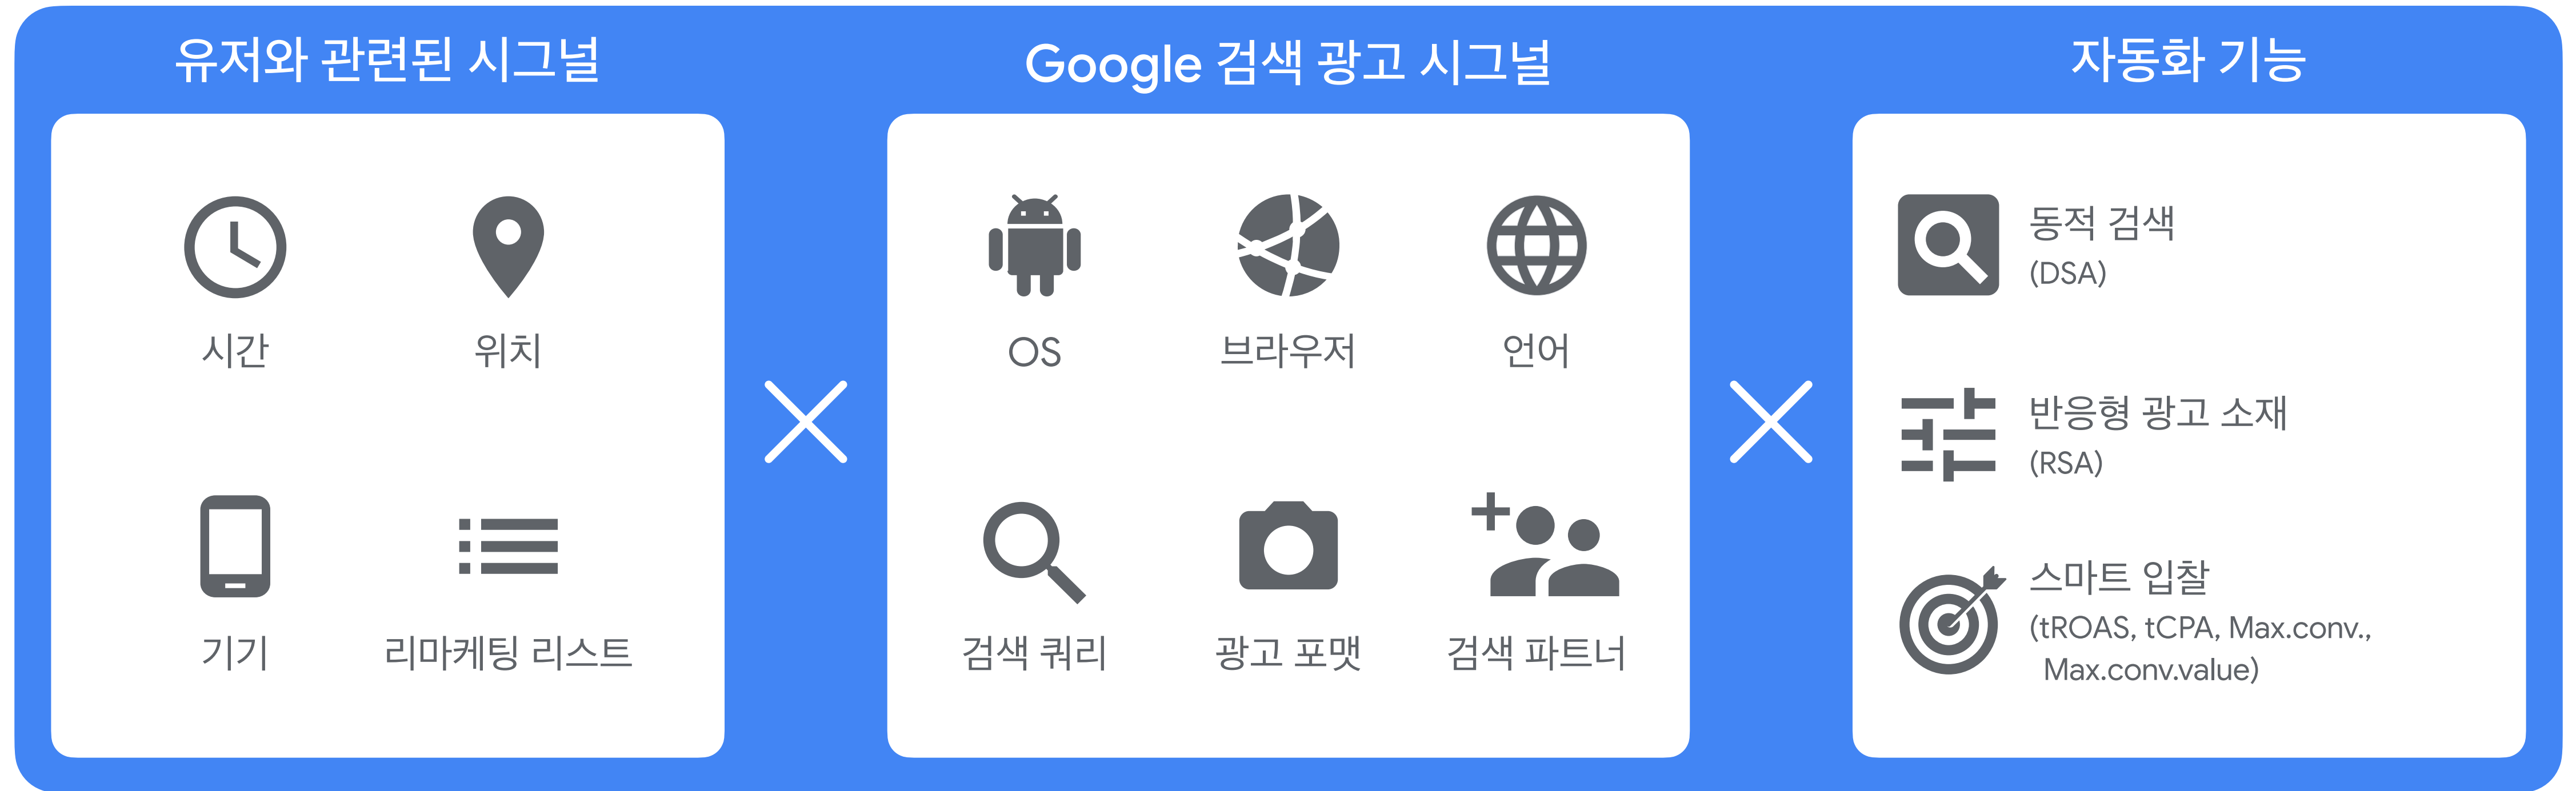 유저와 관련된 시그널
시간
위치
기기
리마케팅 리스트
Google 검색 광고 시그널
OS
브라우저
언어
검색 쿼리
광고 포맷
검색 파트너
자동화 기능
동적 검색
(DSA)
반응형 광고 소재
(RSA)
스마트 입찰
(tROAS, tCPA, Max.conv.,
Max.conv.value)